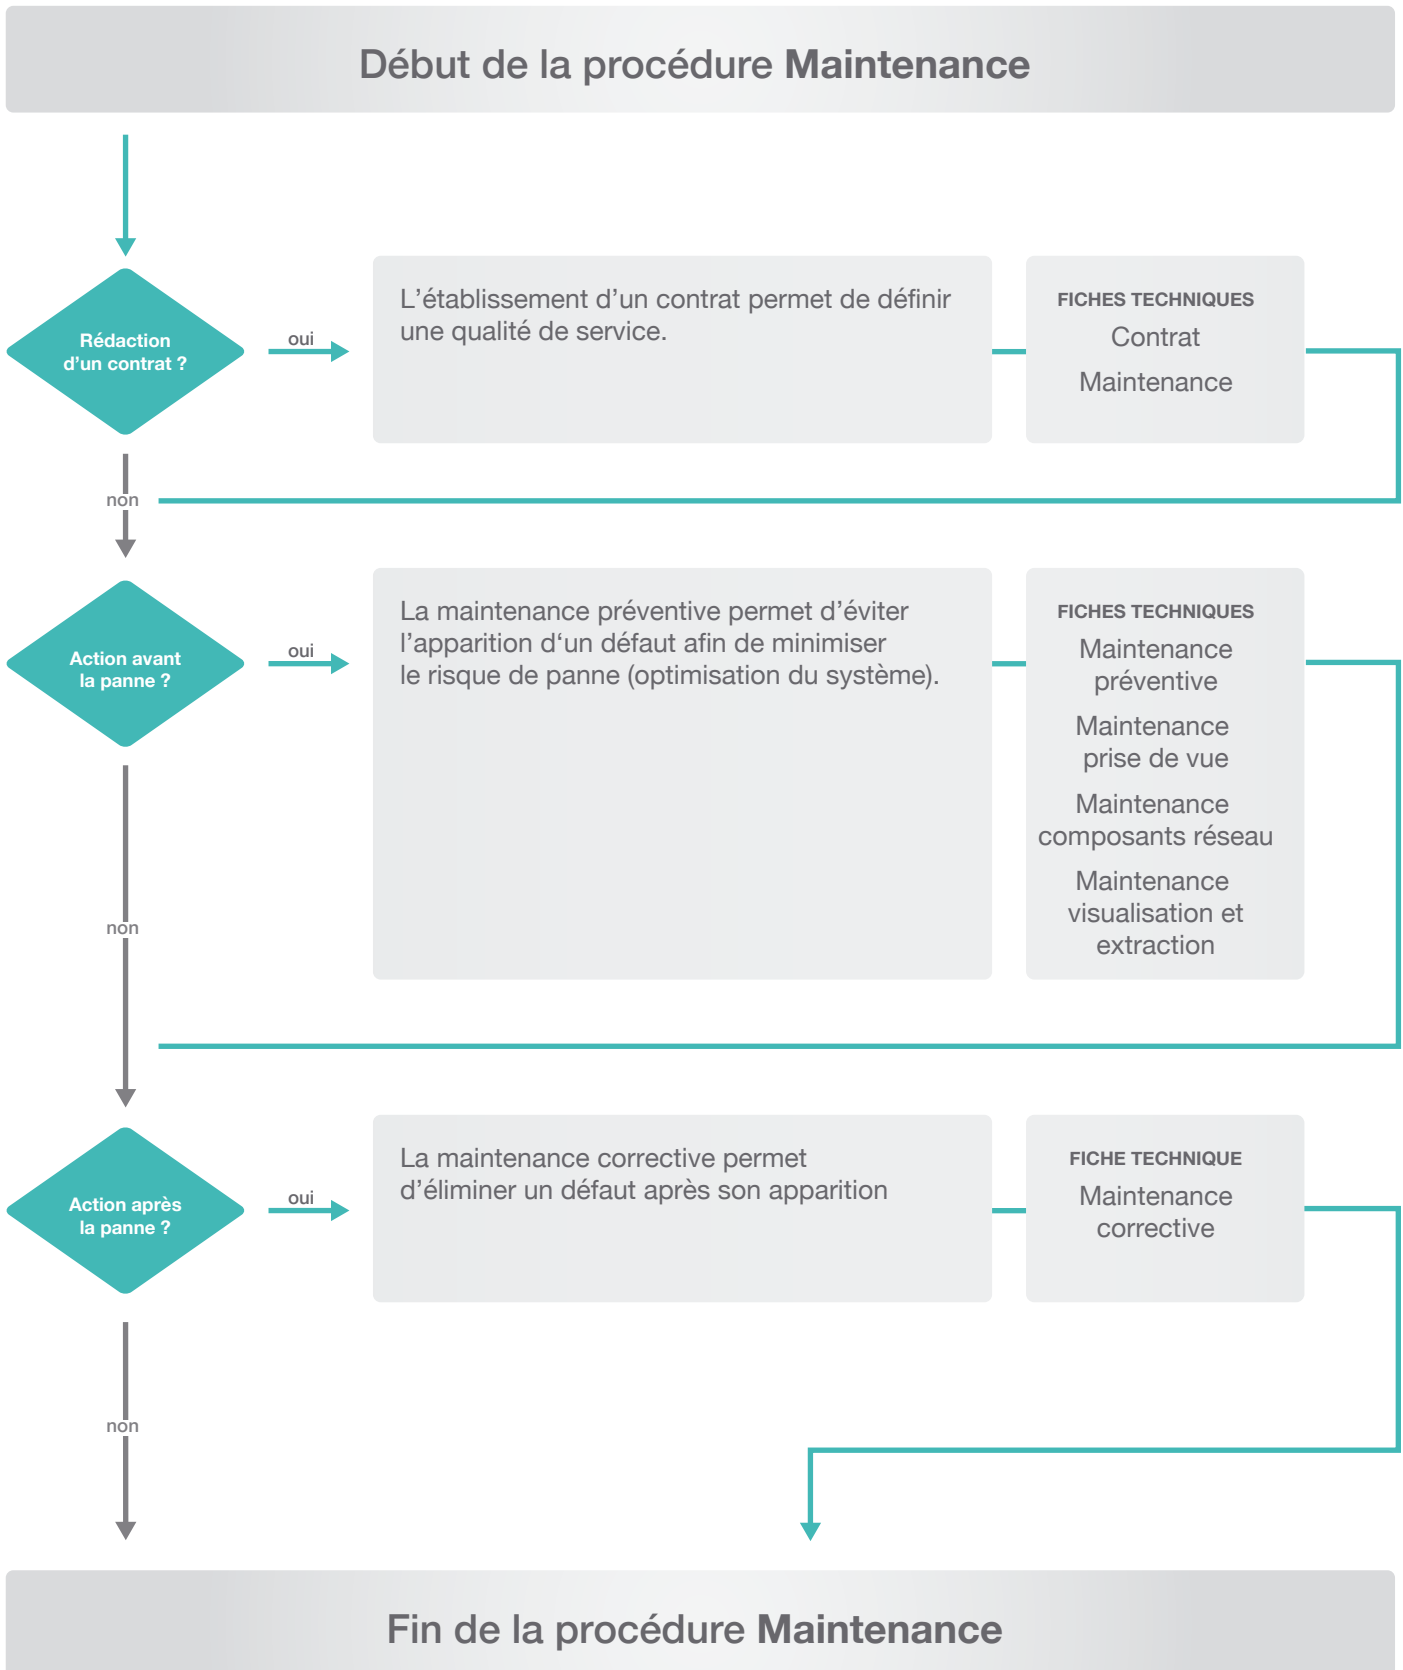 Début de la procédure Maintenance
Rédaction
d’un contrat ?
oui
L’établissement d’un contrat permet de définir
une qualité de service.
FICHES TECHNIQUES
Contrat
Maintenance
non
Action avant
la panne ?
oui
La maintenance préventive permet d’éviter
l’apparition d‘un défaut afin de minimiser
le risque de panne (optimisation du système).
FICHES TECHNIQUES
Maintenance
préventive
Maintenance
prise de vue
Maintenance
composants réseau
Maintenance
visualisation et
extraction
non
Action après
la panne ?
oui
La maintenance corrective permet
d’éliminer un défaut après son apparition
FICHE TECHNIQUE
Maintenance
corrective
non
Fin de la procédure Maintenance